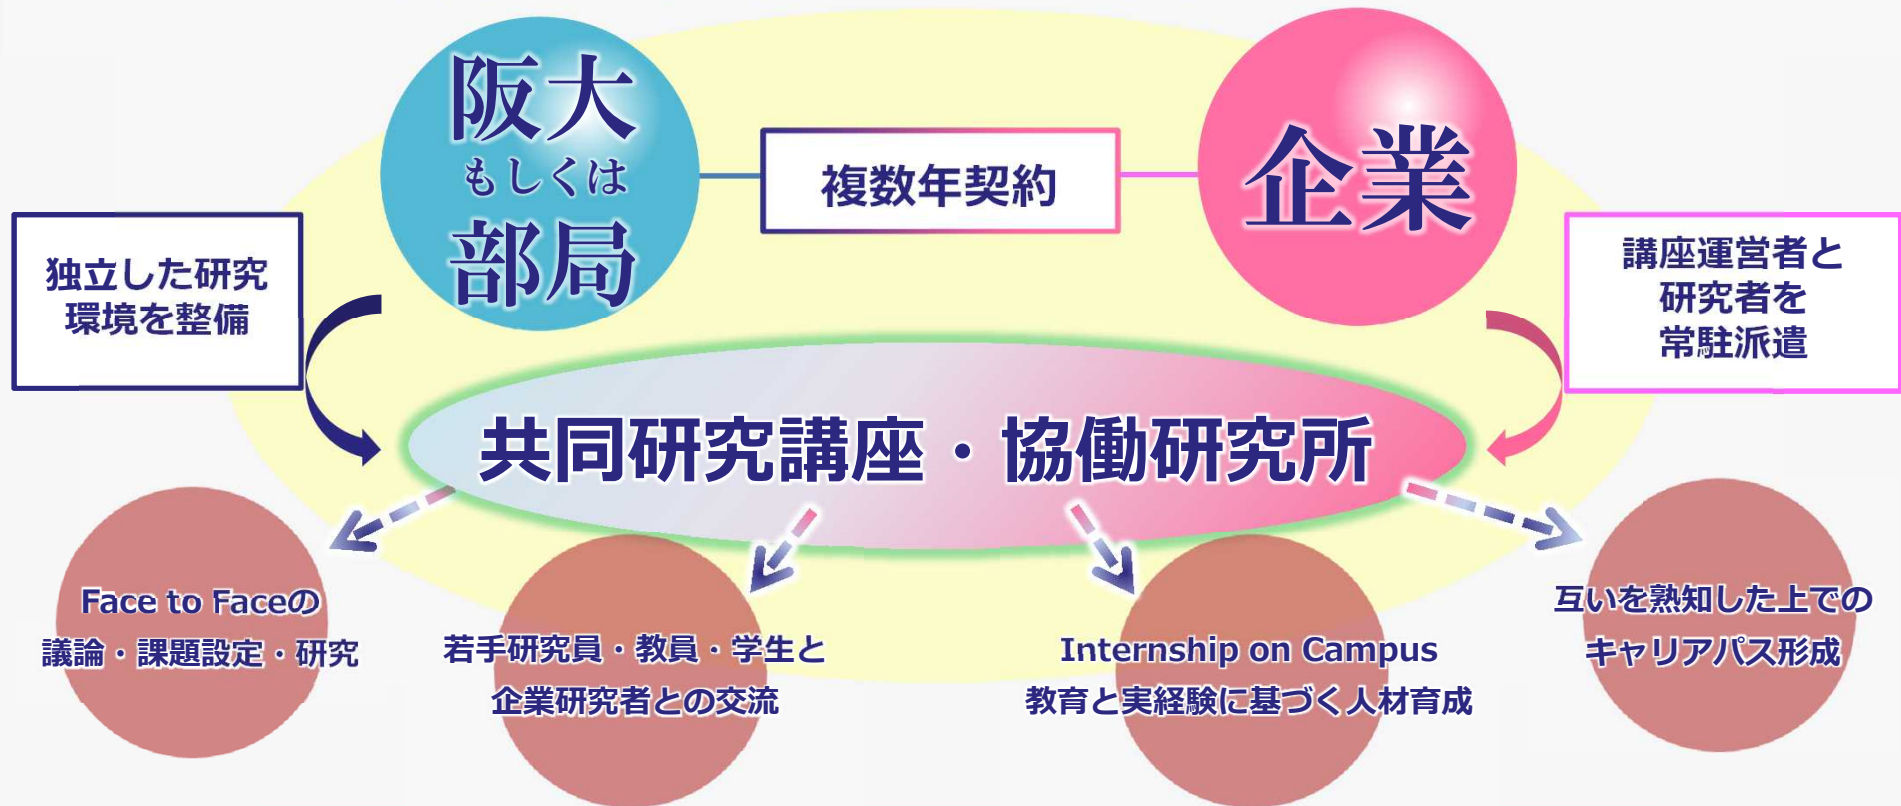 阪大
もしくは
部局
複数年契約
企業
独立した研究
環境を整備
講座運営者と
研究者を
常駐派遣
共同研究講座・協働研究所
Face to Faceの
議論・課題設定・研究
若手研究員・教員・学生と
企業研究者との交流
Internship on Campus
教育と実経験に基づく人材育成
互いを熟知した上での
キャリアパス形成